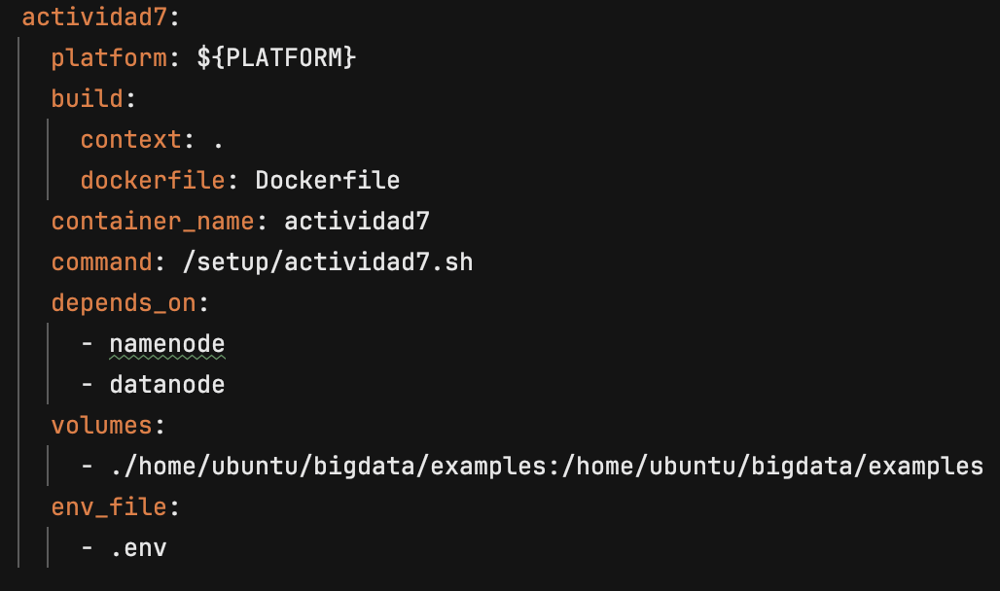 actividad7:
platform: ${PLATFORM}
build:
context: .
dockerfile: Dockerfile
container_name: actividad7
command: /setup/actividad7.sh
depends_on:
- namenode
- datanode
volumes:
- ./home/ubuntu/bigdata/examples:/home/ubuntu/bigdata/examples
env_file:
- .env